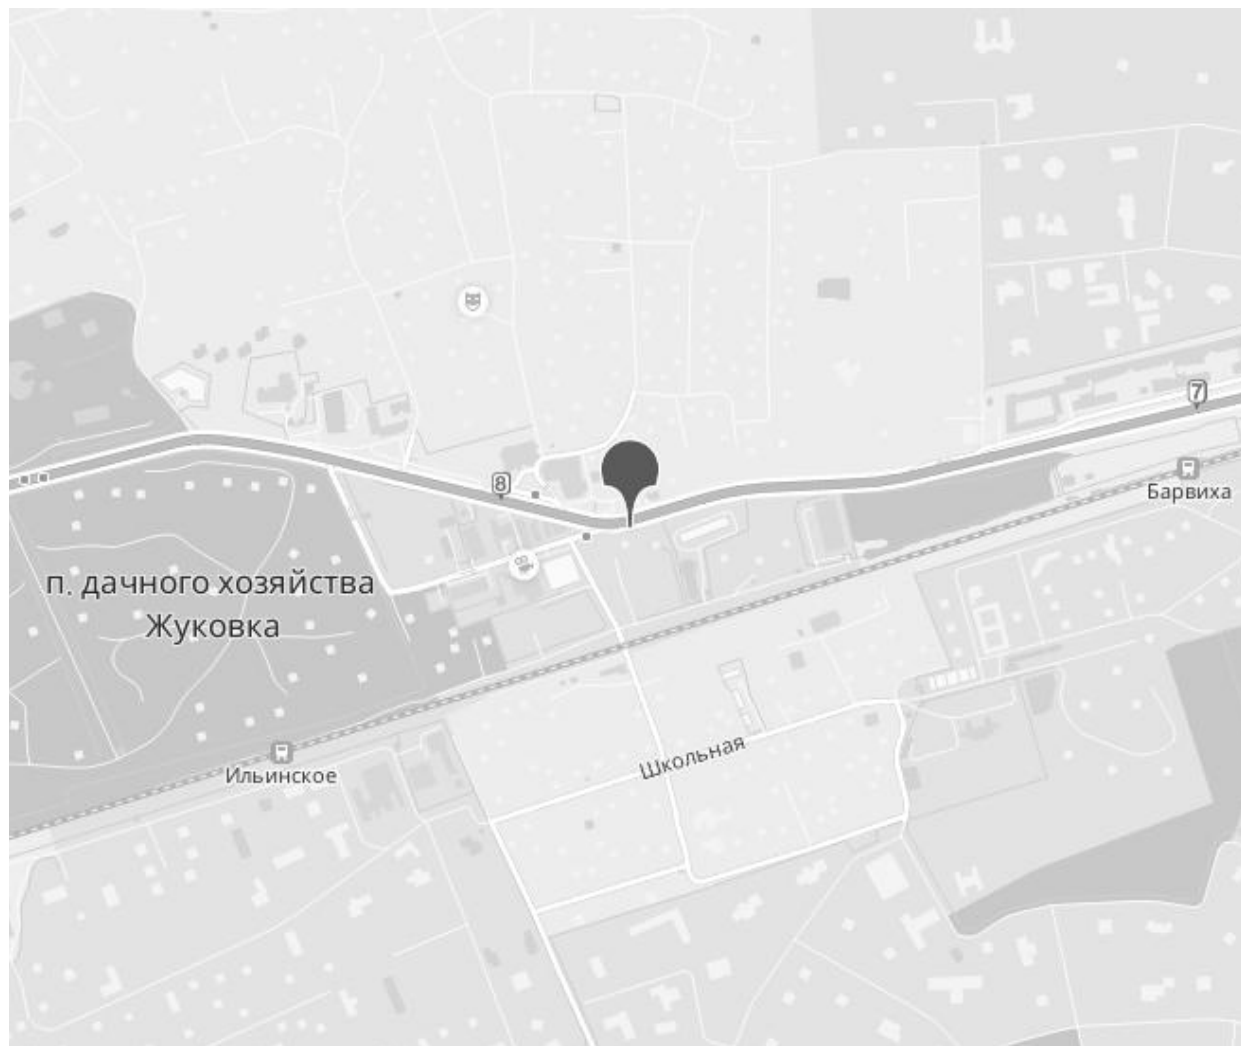 7
Барвиха
8
п. дачного хозяйства
Жуковка
Школьная
Ильинское